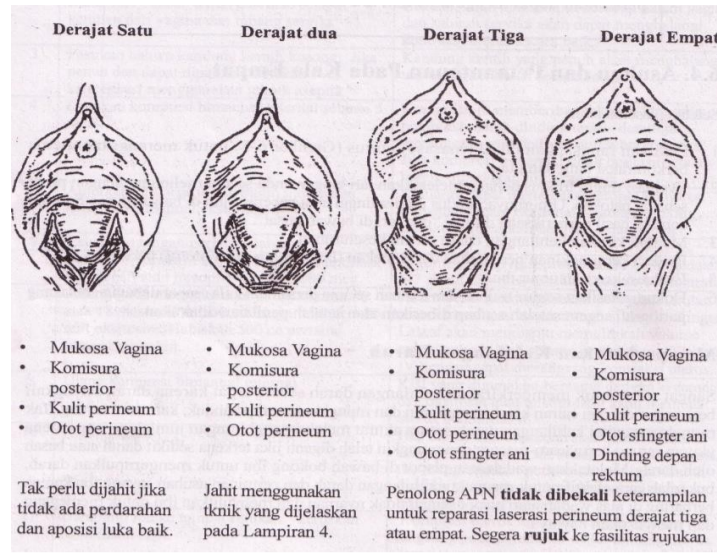 Derajat Satu
Derajat dua
Derajat Tiga
Derajat Empat
• Mukosa Vagina
• Komisura
posterior
• Kulit perineum
• Otot perineum
• Mukosa Vagina
• Komisura
posterior
• Kulit perineum
• Otot perineum
• Mukosa Vagina
• Komisura
posterior
• Kulit perineum
• Otot perineum
• Otot sfingter ani
• Mukosa Vagina
Komisura
posterior
Kulit perineum
Otot sfingter ani
Dindinng depan
rektum
Tak perlu dijahit jika
tidak ada perdarahan
dan aposisi luka baik.
Jahit menggunakan
tknik yang dijelaskan
pada Lampiran 4.
Penolong APN tidak dibekali keterampilan
untuk reparasi laserasi perineum derajat tiga
atau empat. Segera rujuk ke fasilitas rujukan